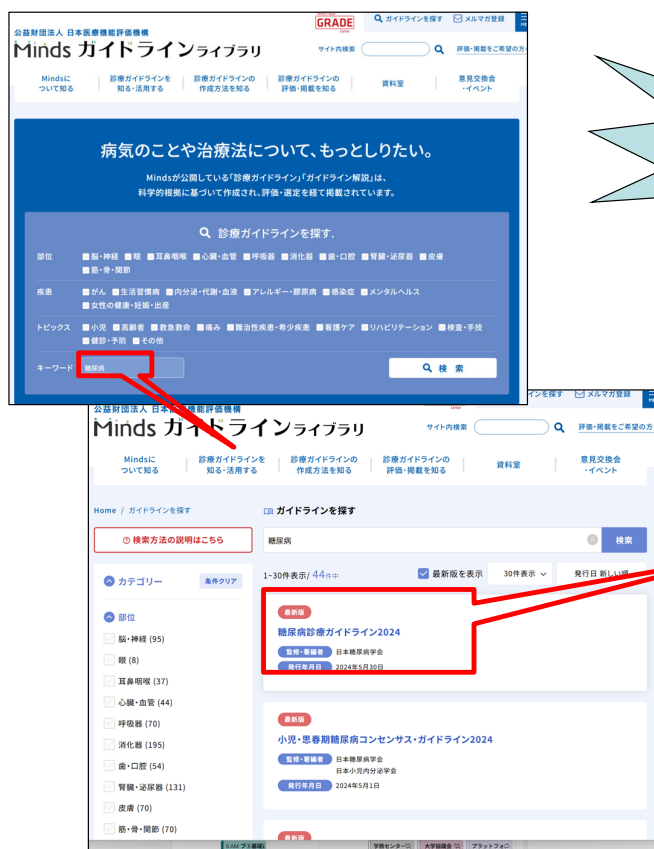 GRADE
Center
ガイドラインを探す
メルマガ登録
公益財団法人 日本医療機能評価機構
Minds ガイドラインライブラリ
サイト内検索
評価・掲載をご希望の方
Mindsに
ついて知る
診療ガイドラインを
知る・活用する
診療ガイドラインの
作成方法を知る
診療ガイドラインの
評価・掲載を知る
資料室
意見交換会
・イベント
病気のことや治療法について、もっとしりたい。
Mindsが公開している「診療ガイドライン」「ガイドライン解説」は、
科学的根拠に基づいて作成され、評価・選定を経て掲載されています。
診療ガイドラインを探す.
部位 脳・神経 眼 耳鼻咽喉 心臓・血管 呼吸器 消化器 歯・口腔 腎臓・泌尿器 皮膚
筋・骨・関節
疾患 がん 生活習慣病 内分泌・代謝・血液 アレルギー・膠原病 感染症 メンタルヘルス
女性の健康・妊娠・出産
トピックス 小児 高齢者 救急救命 痛み 難治性疾患・希少疾患 看護ケア リハビリテーション 検査・手技
健診・予防 その他
キーワード 糖尿病 検 索
インを探す
メルマガ登録
公益財団法人 日本医療機能評価機構
Minds ガイドラインライブラリ
サイト内検索
評価・掲載をご希望の方
Mindsに
ついて知る
診療ガイドラインを
知る・活用する
診療ガイドラインの
作成方法を知る
診療ガイドラインの
評価・掲載を知る
資料室
意見交換会
・イベント
Home / ガイドラインを探す
ガイドラインを探す
検索方法の説明はこちら
糖尿病
検索
カテゴリー
条件クリア
1~30件表示/ 44件中
最新版を表示
30件表示
発行日 新しい順
部位
脳・神経 (95)
眼 (8)
耳鼻咽喉 (37)
心臓・血管 (44)
呼吸器 (70)
消化器 (195)
歯・口腔 (54)
腎臓・泌尿器 (131)
皮膚 (70)
筋・骨・関節 (70)
最新版
糖尿病診療ガイドライン2024
監修・著編者 日本糖尿病学会
発行年月日 2024年5月30日
最新版
小児・思春期糖尿病コンセンサス・ガイドライン2024
監修・著編者 日本糖尿病学会
日本小児内分泌学会
発行年月日 2024年5月1日
最新版
学務センター
大学協議会
プラットフォ